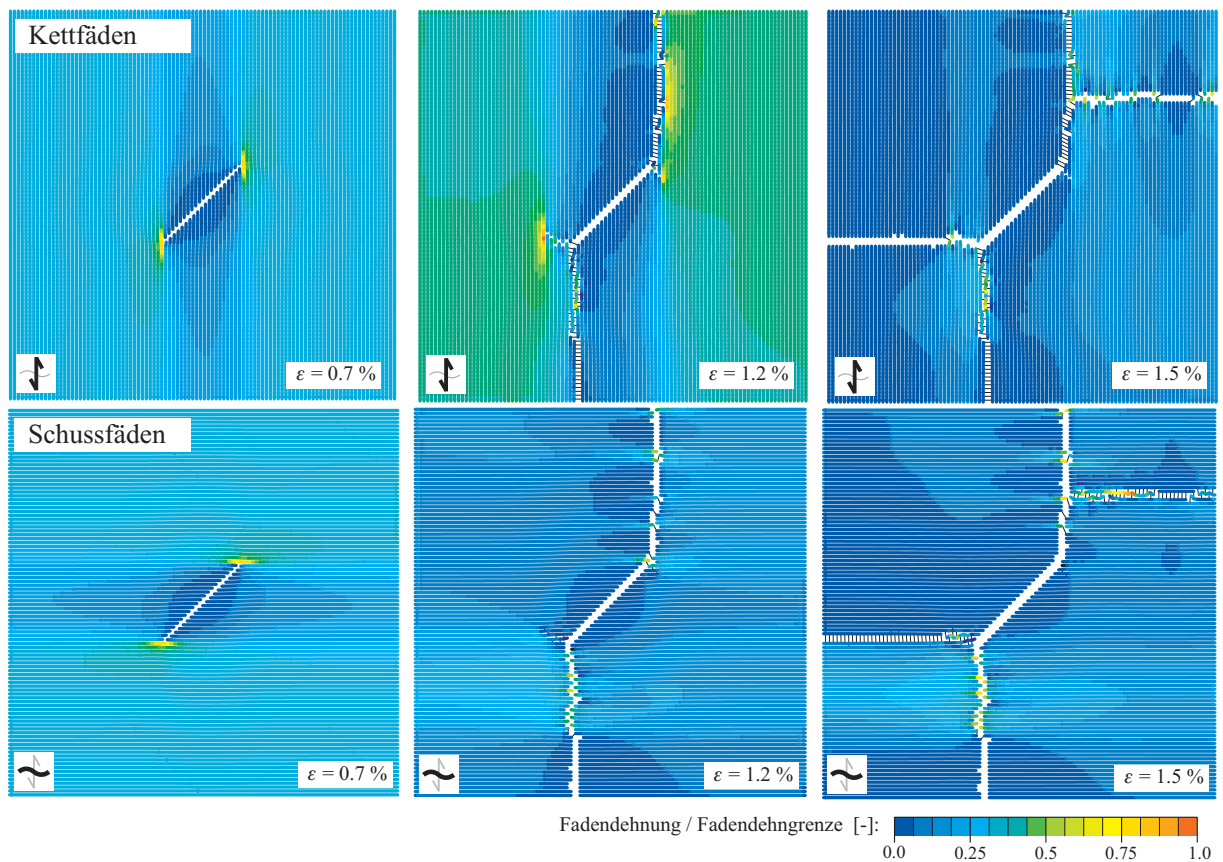 Kettfäden
ε = 0.7 %
ε = 1.2 %
ε = 1.5 %
Schussfäden
ε = 0.7 %
ε = 1.2 %
ε = 1.5 %
Fadendehnung / Fadendehngrenze [-]:
0.0 0.25 0.5 0.75 1.0